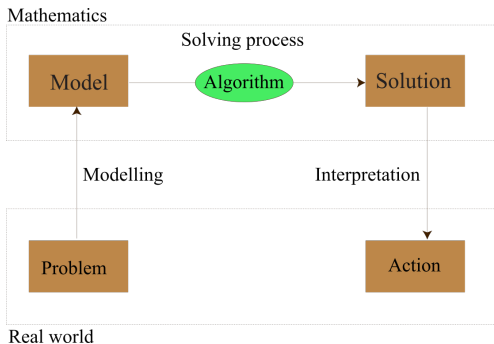 Mathematics
Solving process
Model
Algorithm
Solution
Modelling
Interpretation
Problem
Action
Real world